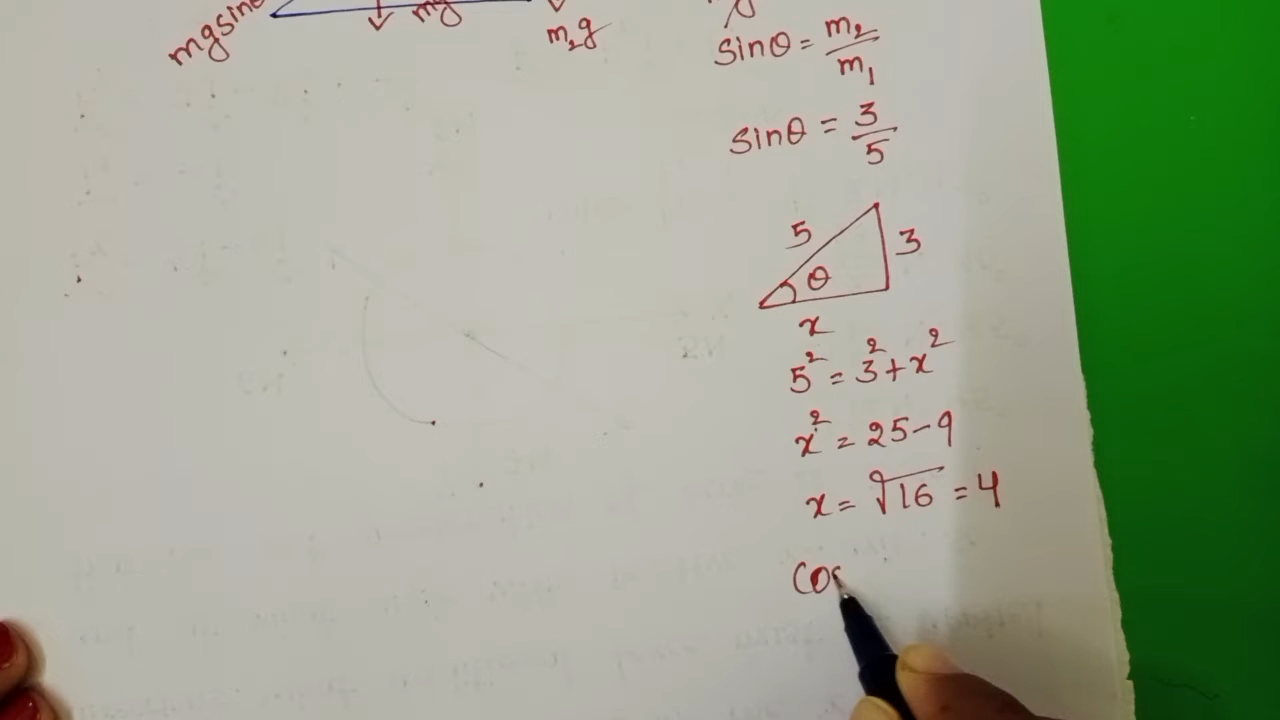 mgsinθ
mg
m₂g
sinθ = m₂/m₁
sinθ = 3/5
5
3
θ
x
5² = 3² + x²
x² = 25 - 9
x = √16 = 4
cos